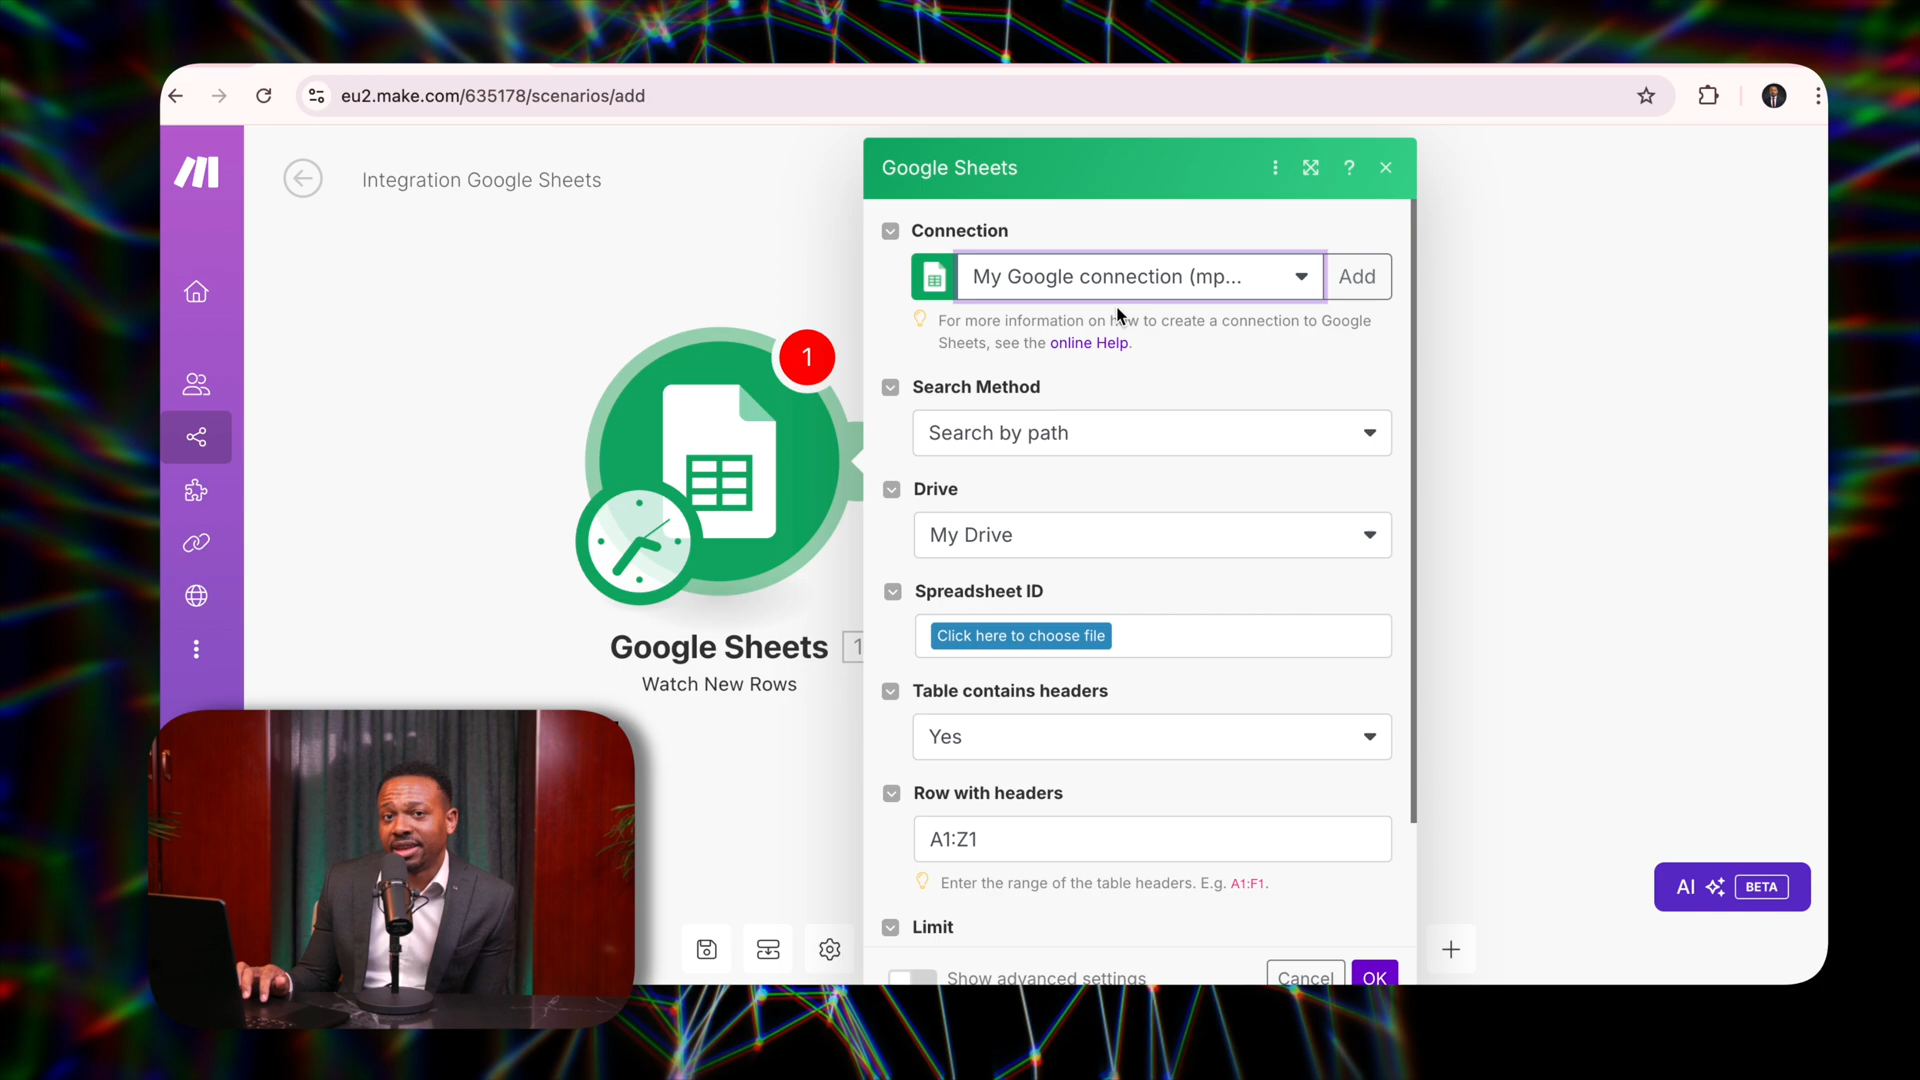 eu2.make.com/635178/scenarios/add
Integration Google Sheets
1
Google Sheets
1
Watch New Rows
Google Sheets
?
Connection
My Google connection (mp...
Add
For more information on how to create a connection to Google
Sheets, see the online Help.
Search Method
Search by path
Drive
My Drive
Spreadsheet ID
Click here to choose file
Table contains headers
Yes
Row with headers
A1:Z1
Enter the range of the table headers. E.g. A1:F1.
Limit
Show advanced settings
Cancel
OK
AI BETA